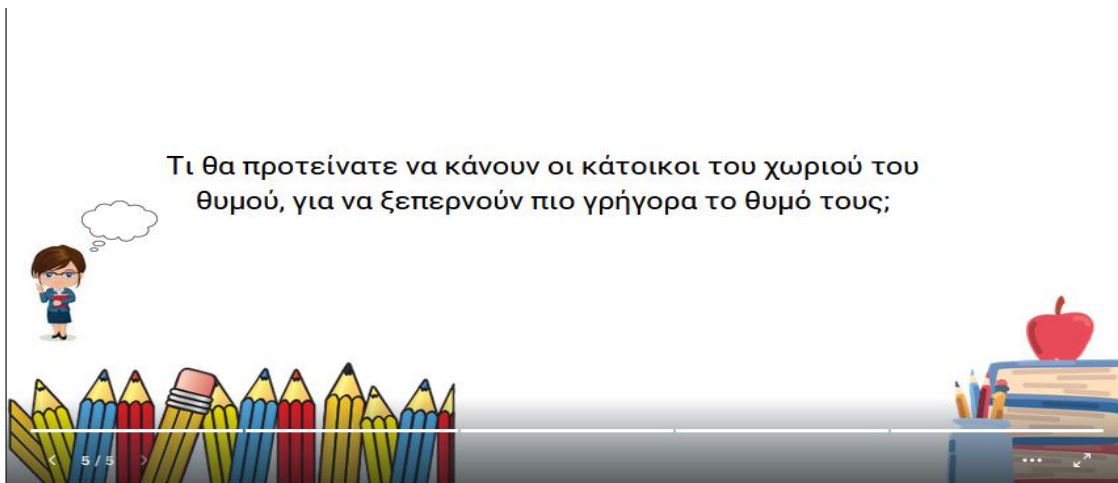 Τι θα προτείνατε να κάνουν οι κάτοικοι του χωριού του
θυμού, για να ξεπερνούν πιο γρήγορα το θυμό τους;
5 / 5